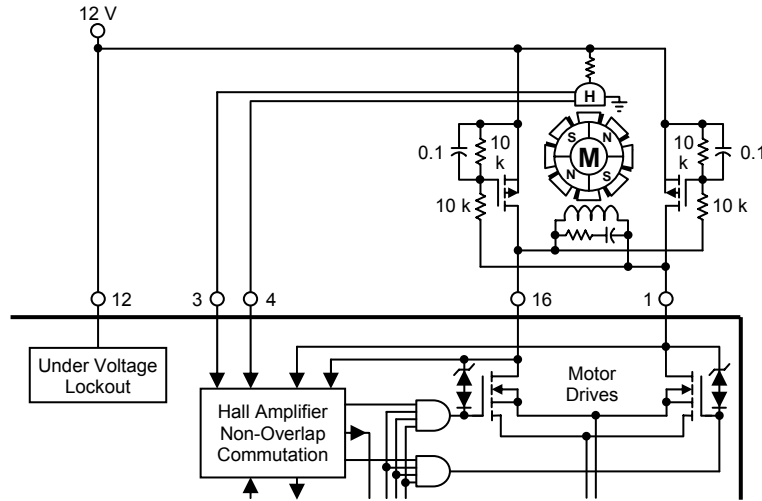 12 V
H
S
N
M
N
S
0.1
10
k
10 k
10
k
0.1
10 k
12
3
4
16
1
Under Voltage
Lockout
Hall Amplifier
Non-Overlap
Commutation
Motor
Drives